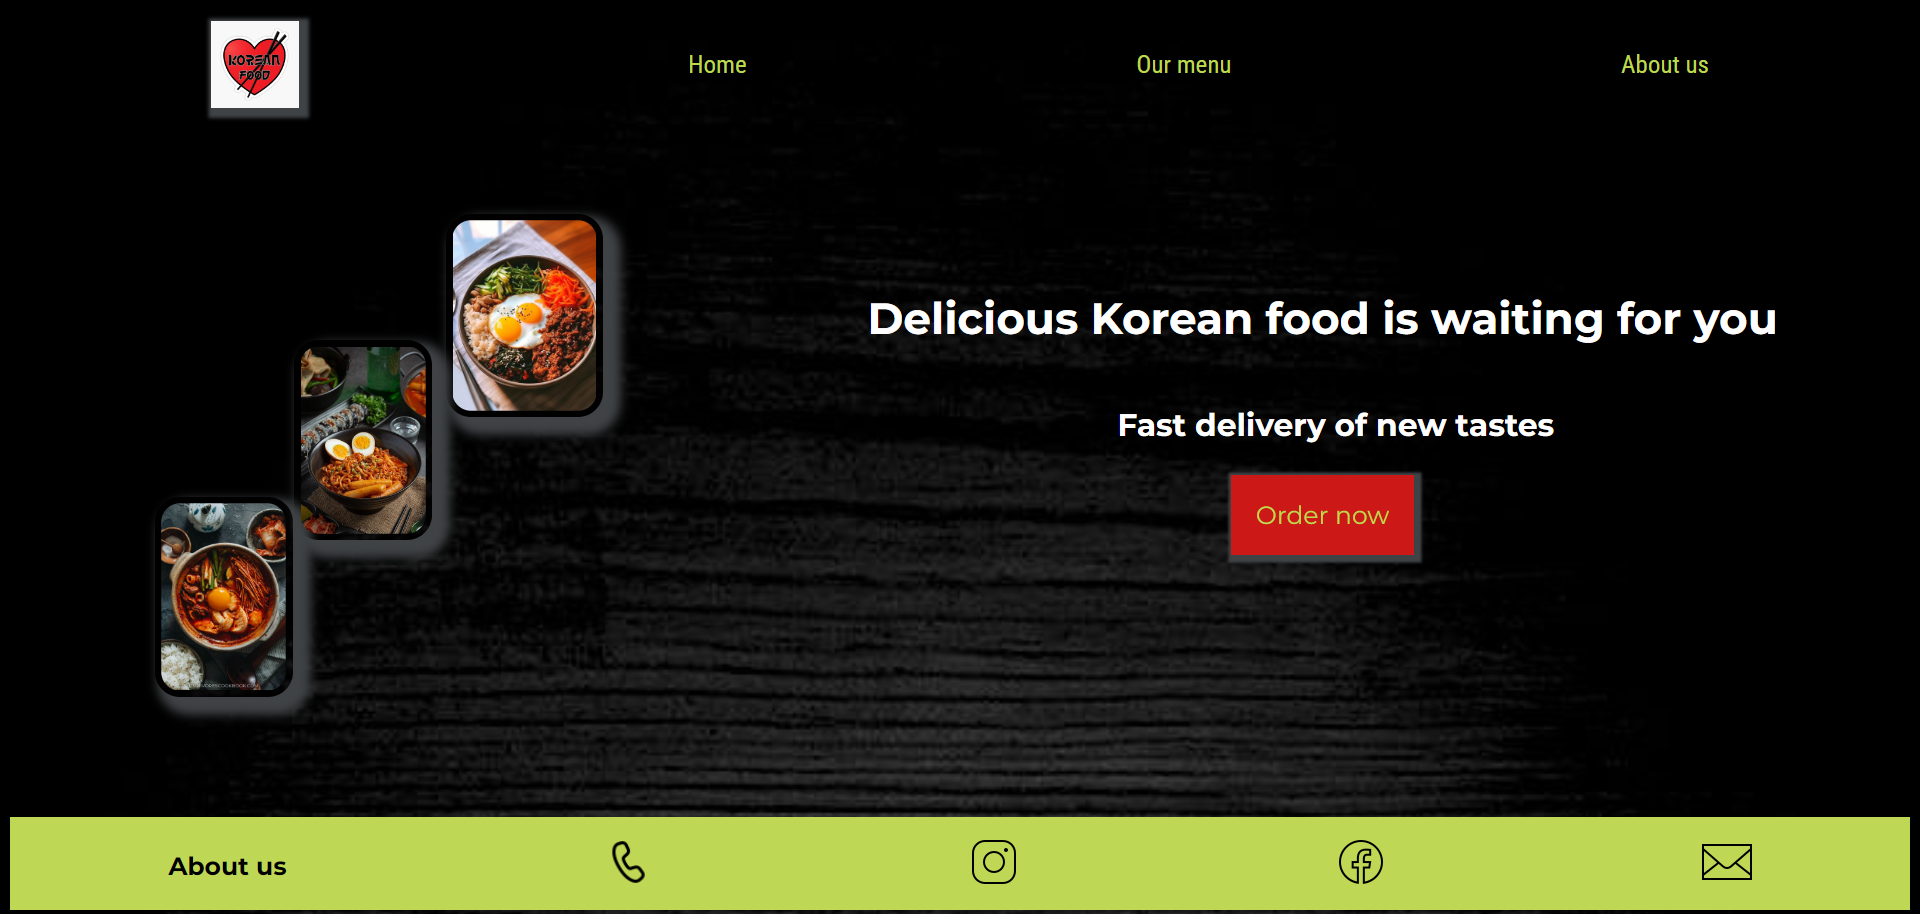 KOREAN
FOOD
Home
Our menu
About us
Delicious Korean food is waiting for you
Fast delivery of new tastes
Order now
About us